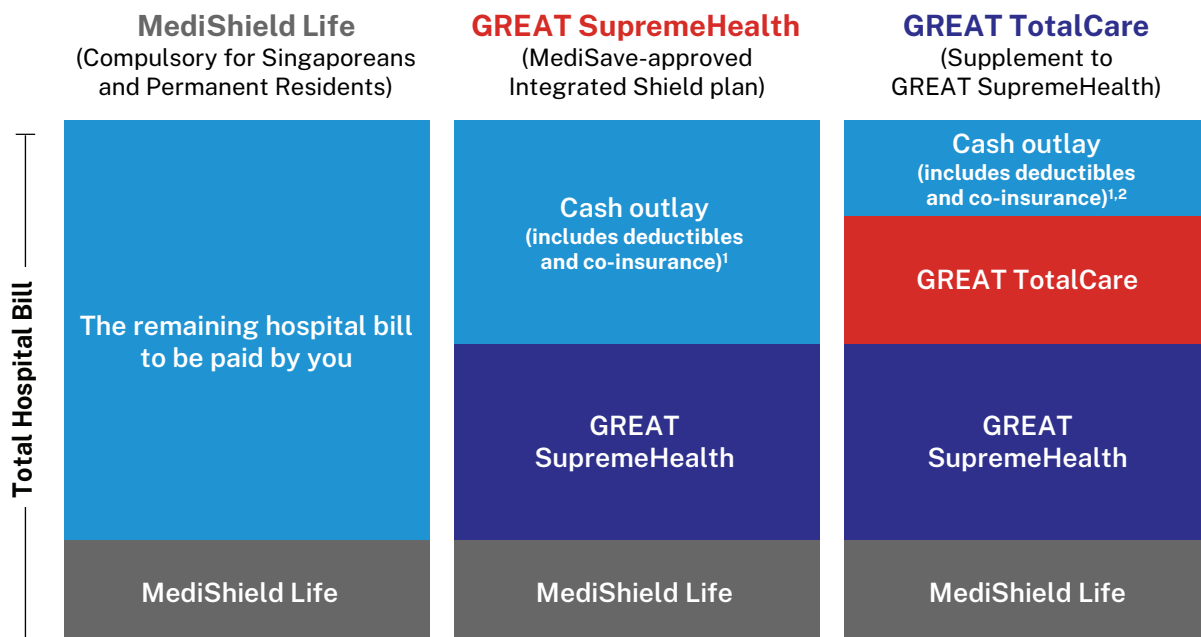 MediShield Life
(Compulsory for Singaporeans
and Permanent Residents)
GREAT SupremeHealth
(MediSave-approved
Integrated Shield plan)
GREAT TotalCare
(Supplement to
GREAT SupremeHealth)
Total Hospital Bill
The remaining hospital bill
to be paid by you
MediShield Life
Cash outlay
(includes deductibles
and co-insurance)¹
GREAT
SupremeHealth
MediShield Life
Cash outlay
(includes deductibles
and co-insurance)¹,²
GREAT TotalCare
GREAT
SupremeHealth
MediShield Life